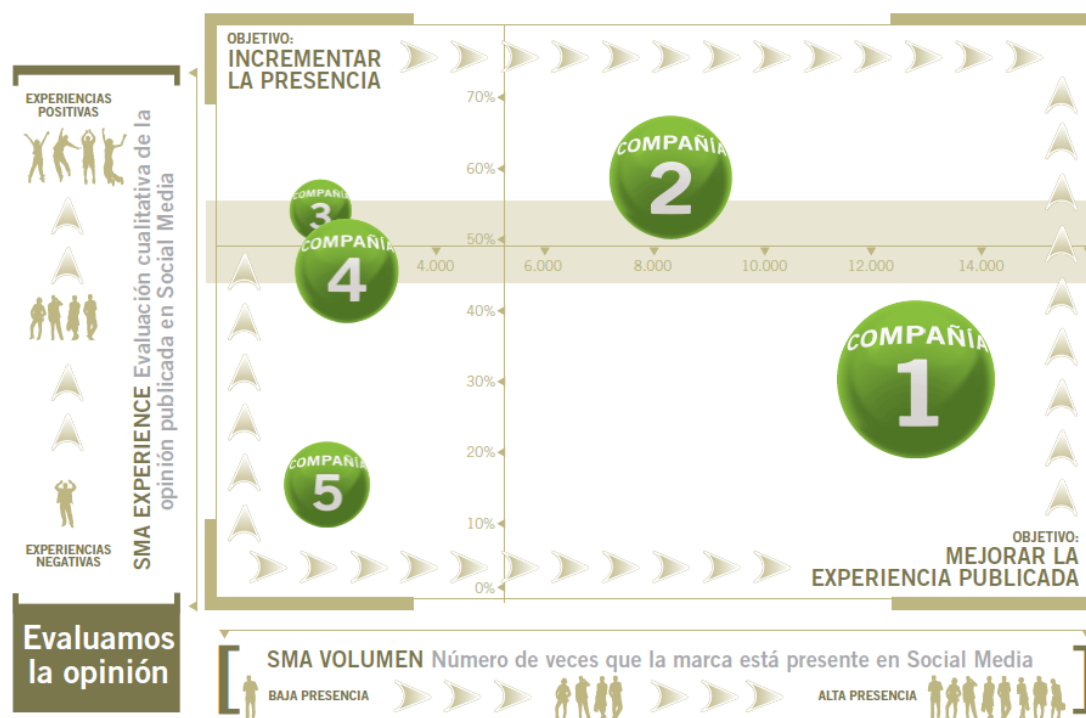 OBJETIVO:
INCREMENTAR
LA PRESENCIA
EXPERIENCIAS
POSITIVAS
SMA EXPERIENCE Evaluación cualitativa de la
opinión publicada en Social Media
EXPERIENCIAS
NEGATIVAS
70%
60%
50%
40%
30%
20%
10%
0%
4.000
6.000
8.000
10.000
12.000
14.000
COMPAÑÍA
2
COMPAÑÍA
3
COMPAÑÍA
4
COMPAÑÍA
1
COMPAÑÍA
5
OBJETIVO:
MEJORAR LA
EXPERIENCIA PUBLICADA
Evaluamos
la opinión
SMA VOLUMEN Número de veces que la marca está presente en Social Media
BAJA PRESENCIA
ALTA PRESENCIA